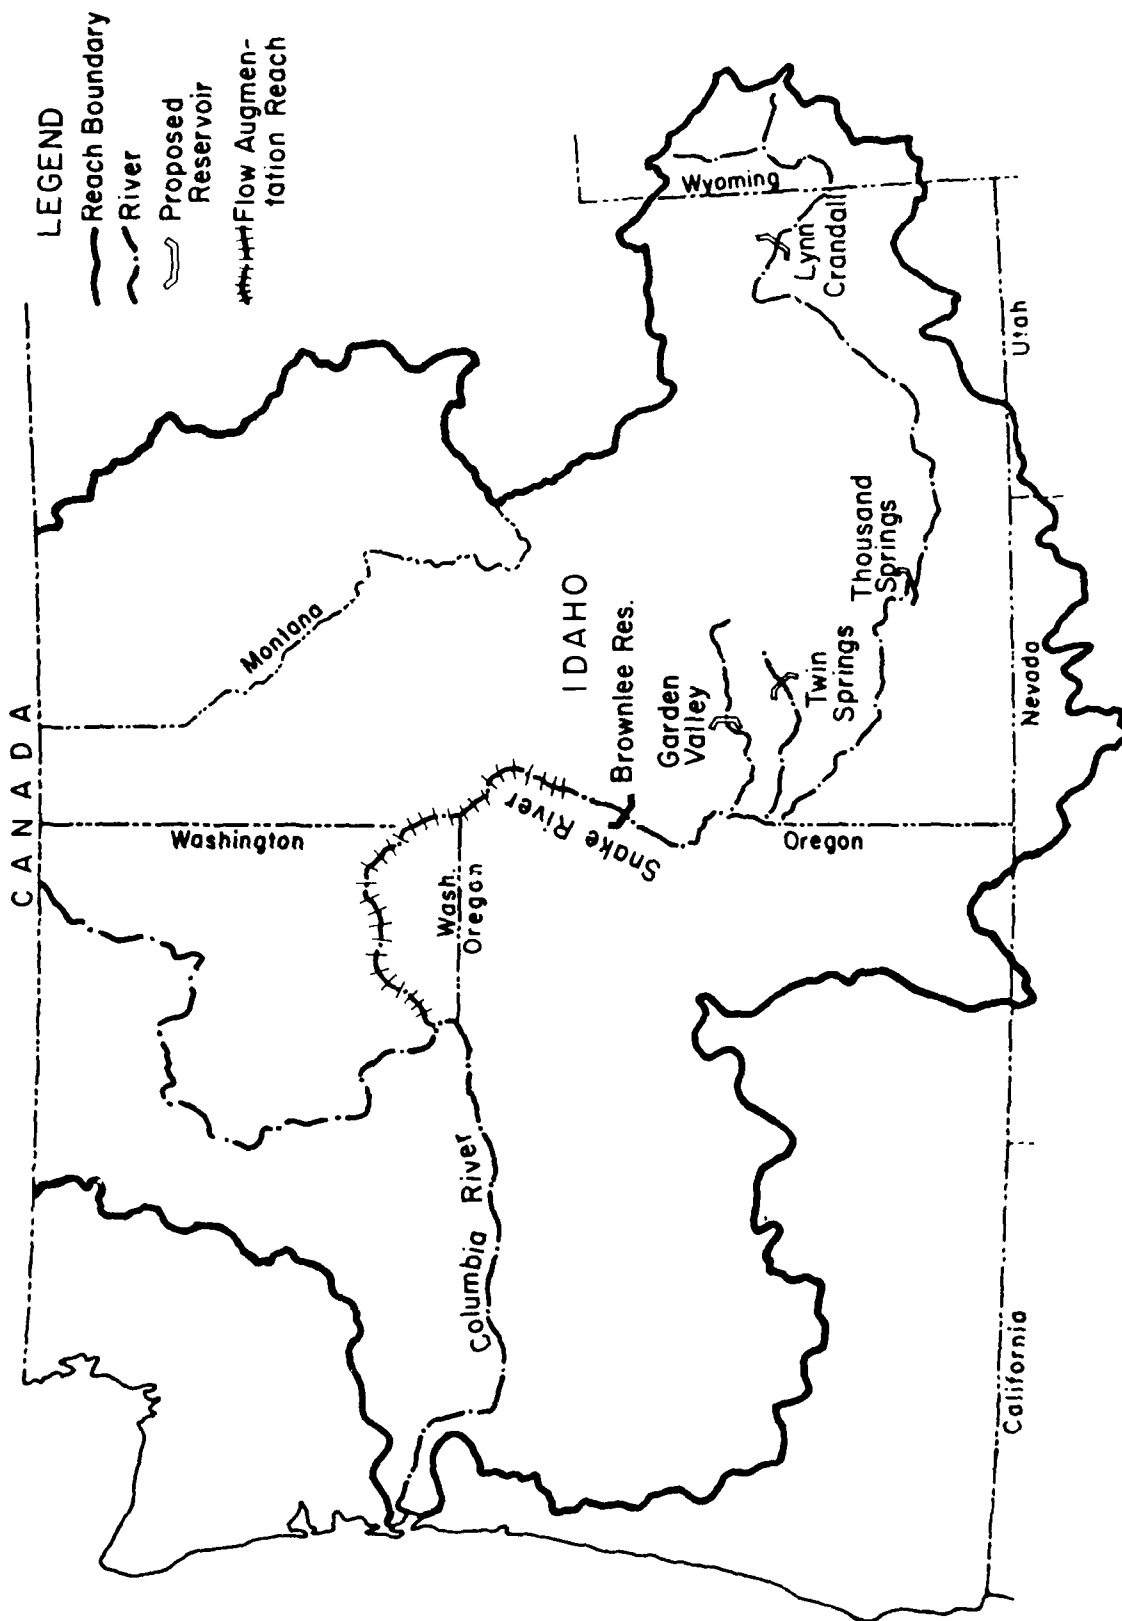 LEGEND
Reach Boundary
River
Proposed
Reservoir
Flow Augmen-
tation Reach
CANADA
Montana
Washington
Wash.
Oregon
Snake River
Columbia River
IDAHO
Brownlee Res.
Garden
Valley
Twin
Springs
Thousand
Springs
Lynn
Crandall
Wyoming
Oregon
Utah
Nevada
California